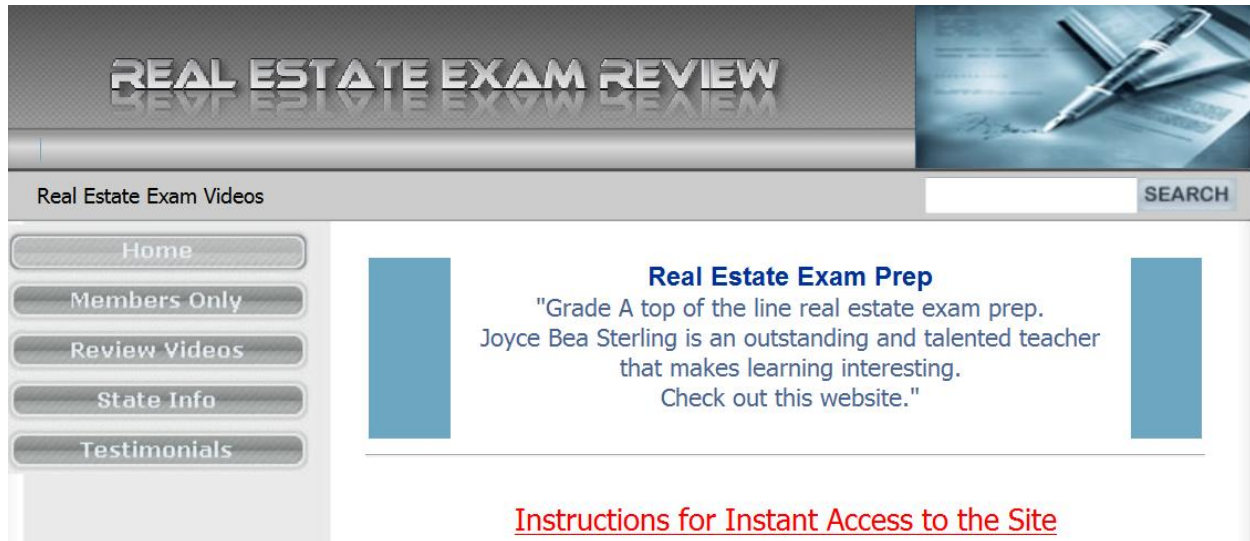 REAL ESTATE EXAM REVIEW
Real Estate Exam Videos
SEARCH
Home
Members Only
Review Videos
State Info
Testimonials
Real Estate Exam Prep
"Grade A top of the line real estate exam prep.
Joyce Bea Sterling is an outstanding and talented teacher
that makes learning interesting.
Check out this website."
Instructions for Instant Access to the Site